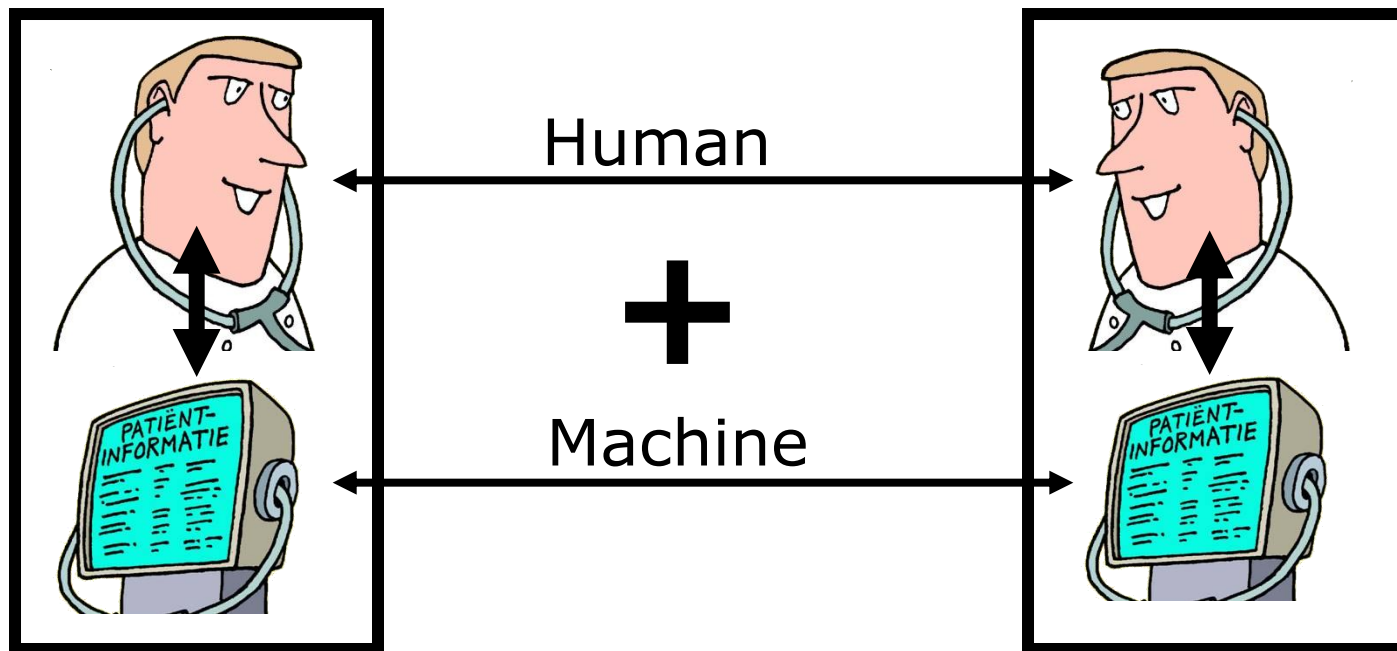 Human
Machine
PATIËNT-
INFORMATIE
PATIËNT-
INFORMATIE